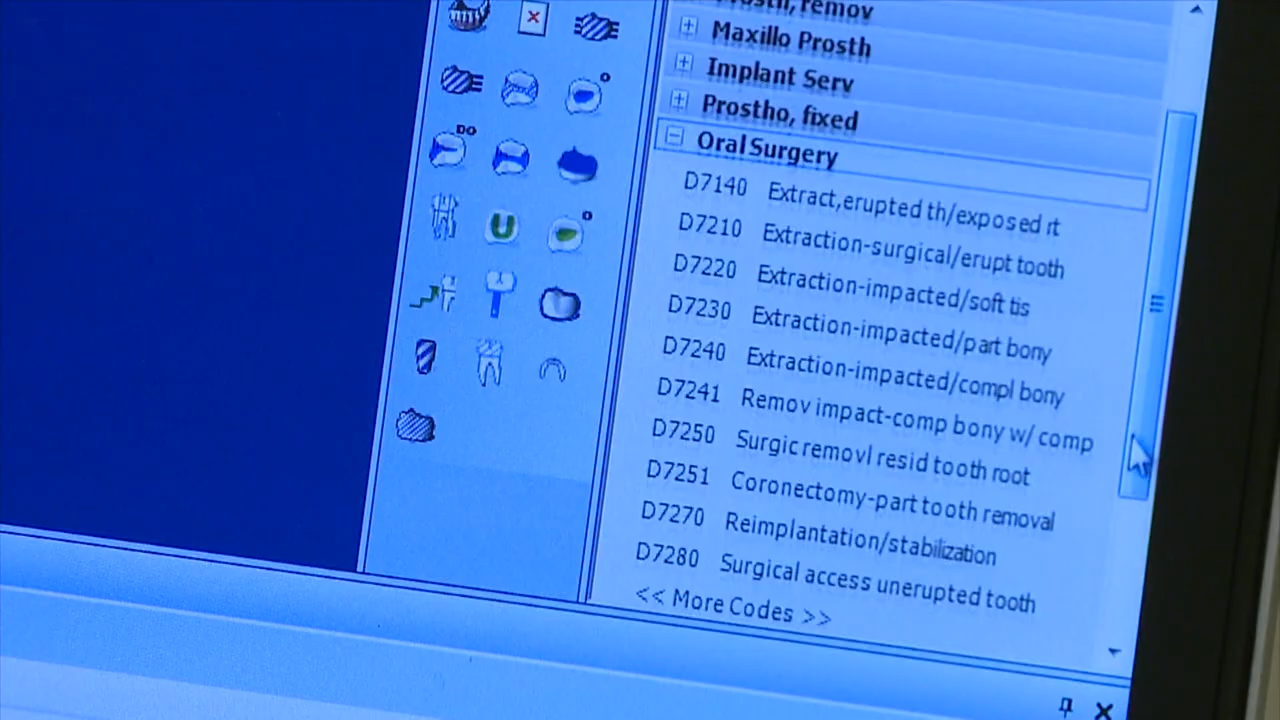 Prosth, remov
Maxillo Prosth
Implant Serv
Prostho, fixed
Oral Surgery
D7140 Extract,erupted th/exposed rt
D7210 Extraction-surgical/erupt tooth
D7220 Extraction-impacted/soft tis
D7230 Extraction-impacted/part bony
D7240 Extraction-impacted/compl bony
D7241 Remov impact-comp bony w/ comp
D7250 Surgic removl resid tooth root
D7251 Coronectomy-part tooth removal
D7270 Reimplantation/stabilization
D7280 Surgical access unerupted tooth
<< More Codes >>
O
DO
U
O